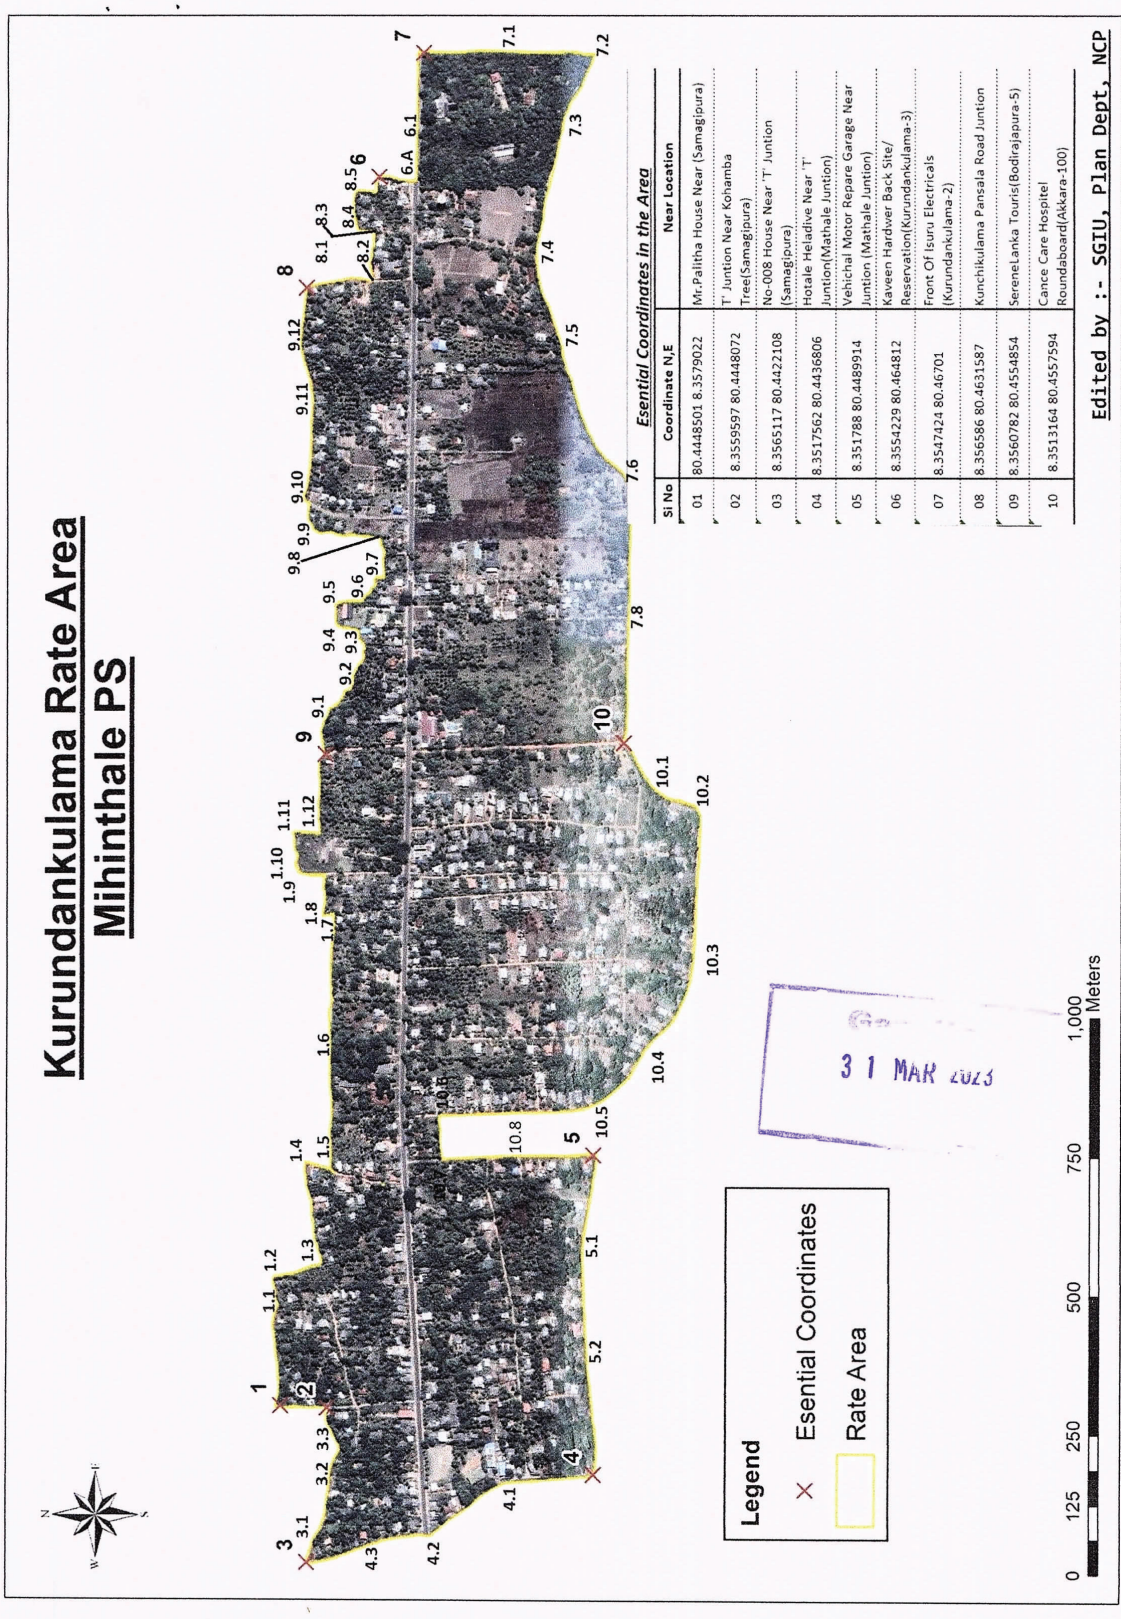 Kurundankulama Rate Area
Mihinthale PS
N
W
E
S
1
1.1
1.2
1.3
1.4
1.5
1.6
1.7
1.8
1.9
1.10
1.11
1.12
9
9.1
9.2
9.3
9.4
9.5
9.6
9.7
9.8
9.9
9.10
9.11
9.12
8
8.1
8.2
8.3
8.4
8.5
6
6.A
6.1
7
7.1
7.2
7.3
7.4
7.5
7.6
7.8
10
10.1
10.2
10.3
10.4
10.5
10.6
10.8
5
5.1
5.2
4
4.1
4.2
4.3
3
3.1
3.2
3.3
2
Esential Coordinates in the Area
Si No Coordinate N,E Near Location
01 80.4448501 8.3579022 Mr.Palitha House Near (Samagipura)
02 8.3559597 80.4448072 T' Juntion Near Kohamba
Tree(Samagipura)
03 8.3565117 80.4422108 No-008 House Near 'T' Juntion
(Samagipura)
04 8.3517562 80.4436806 Hotale Heladive Near 'T'
Juntion(Mathale Juntion)
05 8.351788 80.4489914 Vehichal Motor Repare Garage Near
Juntion (Mathale Juntion)
06 8.3554229 80.464812 Kaveen Hardwer Back Site/
Reservation(Kurundankulama-3)
07 8.3547424 80.46701 Front Of Isuru Electricals
(Kurundankulama-2)
08 8.356586 80.4631587 Kunchikulama Pansala Road Juntion
09 8.3560782 80.4554854 SereneLanka Touris(Bodirajapura-5)
10 8.3513164 80.4557594 Cance Care Hospitel
Roundaboard(Akkara-100)
Legend
Esential Coordinates
Rate Area
31 MAR 2023
0 125 250 500 750 1,000
Meters
Edited by :- SGIU, Plan Dept, NCP